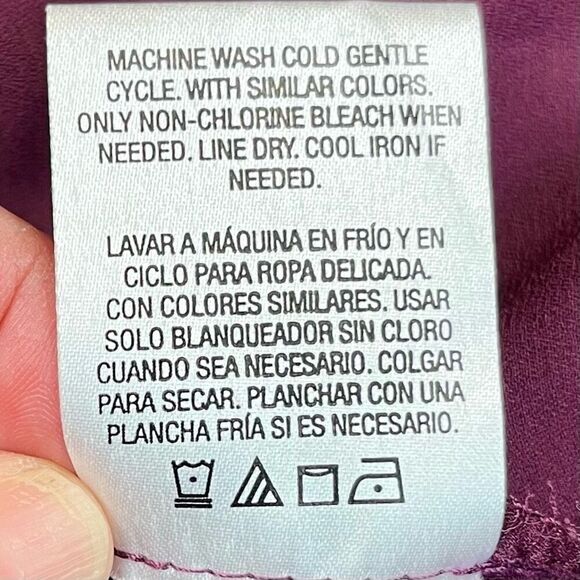 MACHINE WASH COLD GENTLE
CYCLE. WITH SIMILAR COLORS.
ONLY NON-CHLORINE BLEACH WHEN
NEEDED. LINE DRY. COOL IRON IF
NEEDED.
LAVAR A MÁQUINA EN FRÍO Y EN
CICLO PARA ROPA DELICADA.
CON COLORES SIMILARES. USAR
SOLO BLANQUEADOR SIN CLORO
CUANDO SEA NECESARIO. COLGAR
PARA SECAR. PLANCHAR CON UNA
PLANCHA FRÍA SI ES NECESARIO.